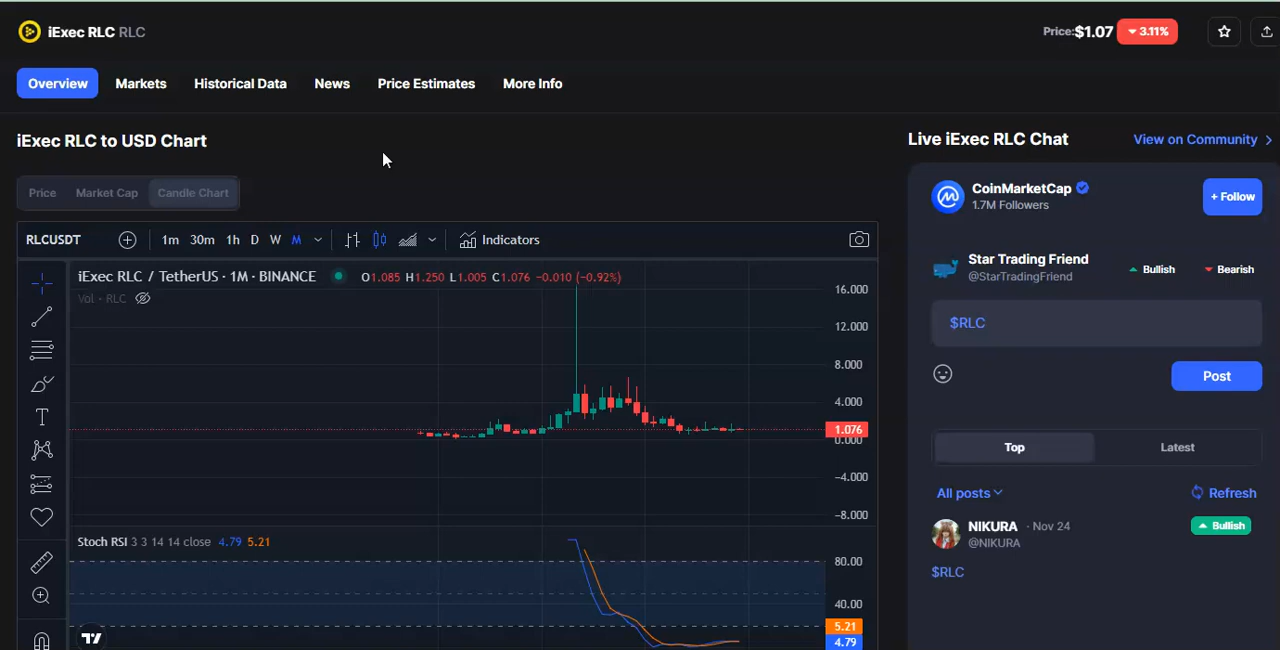 iExec RLC RLC
Price:$1.07 3.11%
Overview Markets Historical Data News Price Estimates More Info
iExec RLC to USD Chart
Price Market Cap Candle Chart
RLCUSDT 1m 30m 1h D W M Indicators
iExec RLC / TetherUS · 1M · BINANCE O1.085 H1.250 L1.005 C1.076 -0.010 (-0.92%)
Vol · RLC
16.000
12.000
8.000
4.000
1.076
0.000
-4.000
-8.000
Stoch RSI 3 3 14 14 close 4.79 5.21
80.00
40.00
5.21
4.79
Live iExec RLC Chat View on Community
CoinMarketCap
1.7M Followers
+ Follow
Star Trading Friend
@StarTradingFriend
Bullish Bearish
$RLC
Post
Top Latest
All posts Refresh
NIKURA · Nov 24
@NIKURA
Bullish
$RLC